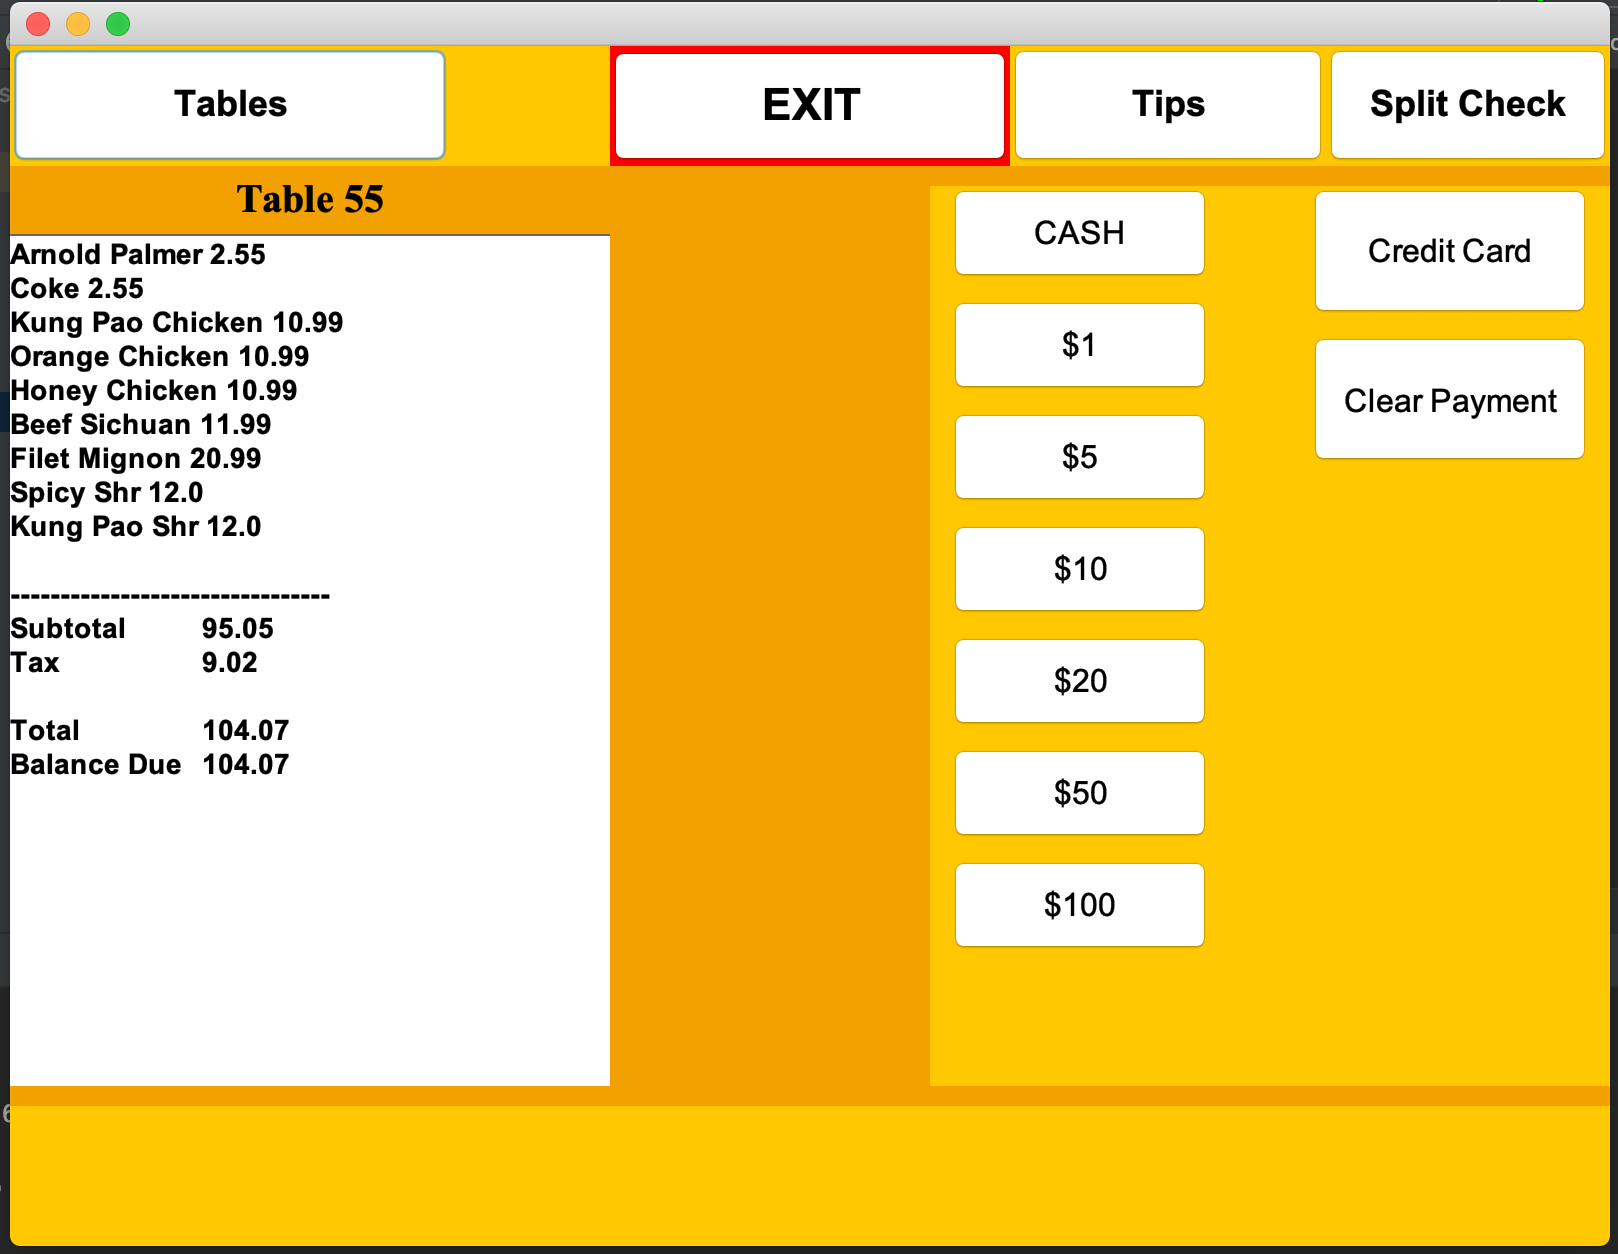 Tables
EXIT
Tips
Split Check
Table 55
Arnold Palmer 2.55
Coke 2.55
Kung Pao Chicken 10.99
Orange Chicken 10.99
Honey Chicken 10.99
Beef Sichuan 11.99
Filet Mignon 20.99
Spicy Shr 12.0
Kung Pao Shr 12.0
--------------------------------
Subtotal 95.05
Tax 9.02
Total 104.07
Balance Due 104.07
CASH
$1
$5
$10
$20
$50
$100
Credit Card
Clear Payment